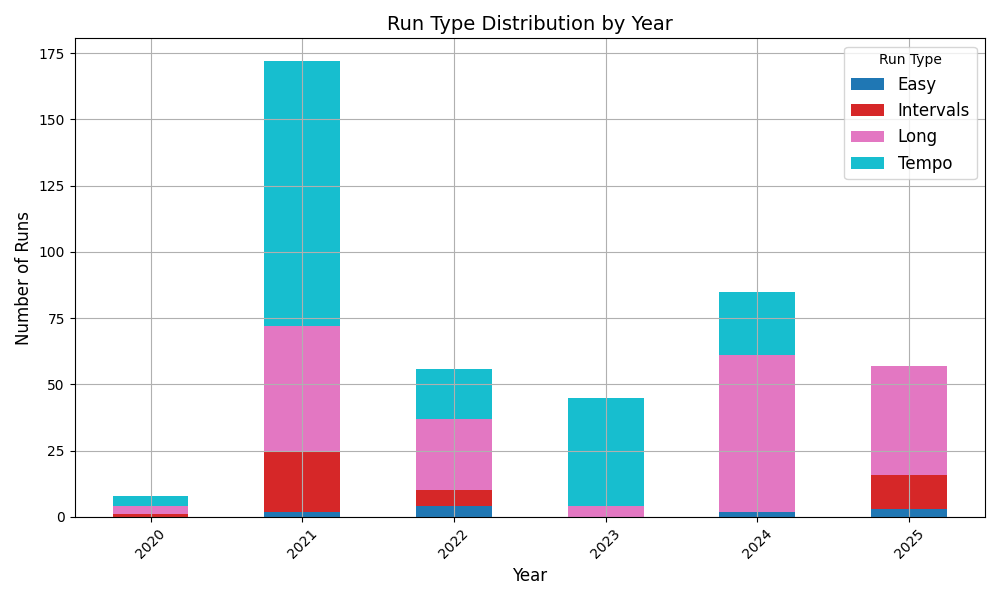 Run Type Distribution by Year
Number of Runs
175
150
125
100
75
50
25
0
Run Type
Easy
Intervals
Long
Tempo
2020
2021
2022
2023
2024
2025
Year